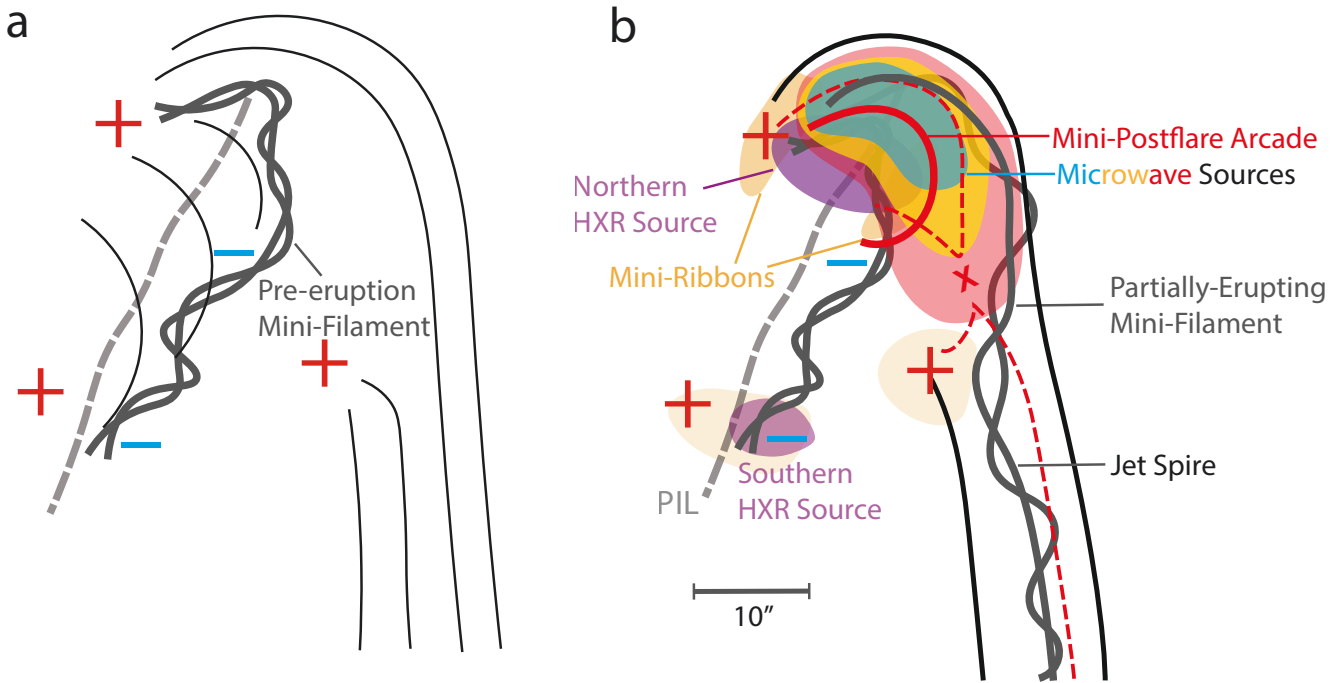 a
+
Pre-eruption
Mini-Filament
+
+
−
−
b
+
Mini-Postflare Arcade
Microwave Sources
Northern
HXR Source
Mini-Ribbons
−
x
Partially-Erupting
Mini-Filament
+
+
−
Jet Spire
Southern
HXR Source
PIL
10”